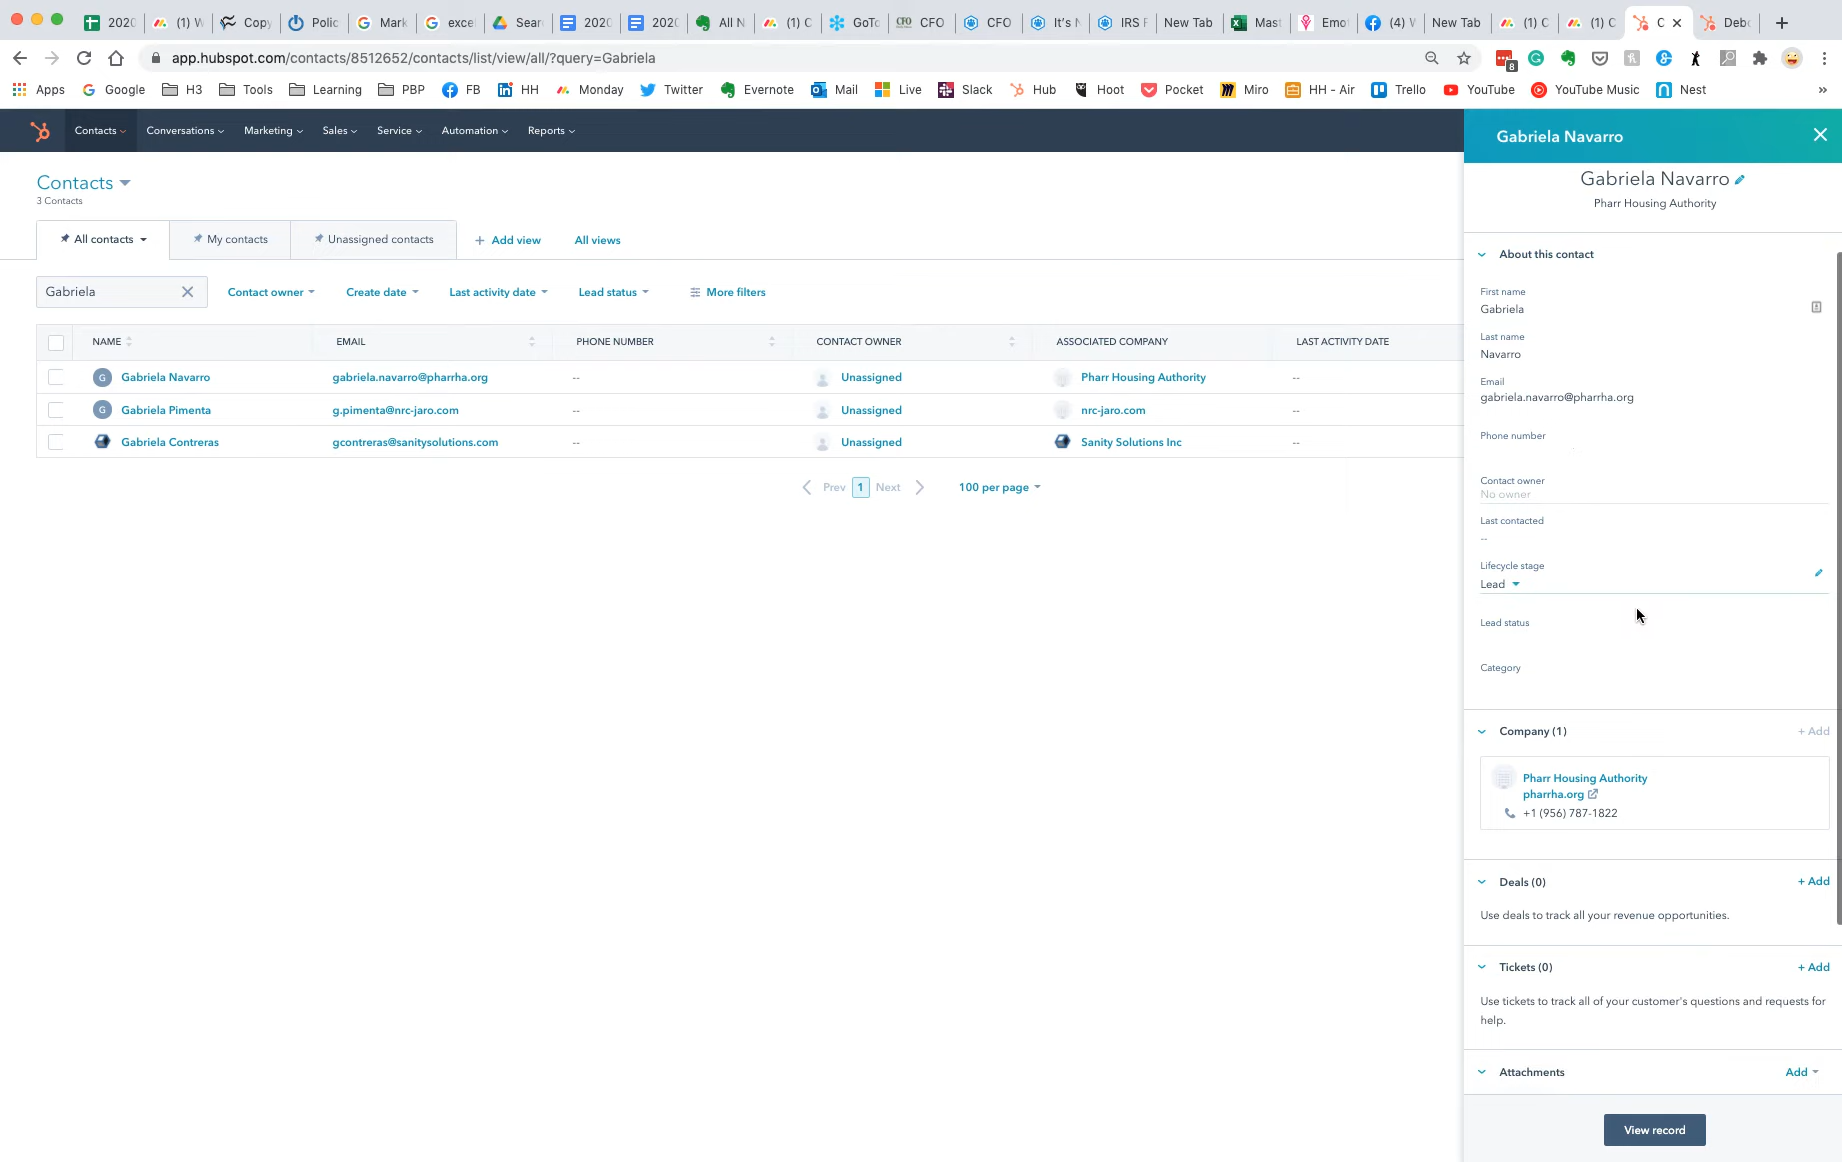 2020
(1) W
Copy
Polic
Mark
exce
Sear
2020
2020
All N
(1) C
GoTo
CFO CFO
CFO
It's N
IRS F
New Tab
Mast
Emot
(4) W
New Tab
(1) C
(1) C
C
Debo
app.hubspot.com/contacts/8512652/contacts/list/view/all/?query=Gabriela
8
Apps
Google
H3
Tools
Learning
PBP
FB
HH
Monday
Twitter
Evernote
Mail
Live
Slack
Hub
Hoot
Pocket
Miro
HH - Air
Trello
YouTube
YouTube Music
Nest
»
Contacts
Conversations
Marketing
Sales
Service
Automation
Reports
Contacts
3 Contacts
All contacts
My contacts
Unassigned contacts
+ Add view
All views
Gabriela
Contact owner
Create date
Last activity date
Lead status
More filters
NAME EMAIL PHONE NUMBER CONTACT OWNER ASSOCIATED COMPANY LAST ACTIVITY DATE
G Gabriela Navarro gabriela.navarro@pharrha.org -- Unassigned Pharr Housing Authority --
G Gabriela Pimenta g.pimenta@nrc-jaro.com -- Unassigned nrc-jaro.com --
Gabriela Contreras gcontreras@sanitysolutions.com -- Unassigned Sanity Solutions Inc --
Prev 1 Next 100 per page
Gabriela Navarro
Gabriela Navarro
Pharr Housing Authority
About this contact
First name
Gabriela
Last name
Navarro
Email
gabriela.navarro@pharrha.org
Phone number
Contact owner
No owner
Last contacted
--
Lifecycle stage
Lead
Lead status
Category
Company (1) + Add
Pharr Housing Authority
pharrha.org
+1 (956) 787-1822
Deals (0) + Add
Use deals to track all your revenue opportunities.
Tickets (0) + Add
Use tickets to track all of your customer's questions and requests for
help.
Attachments Add
View record